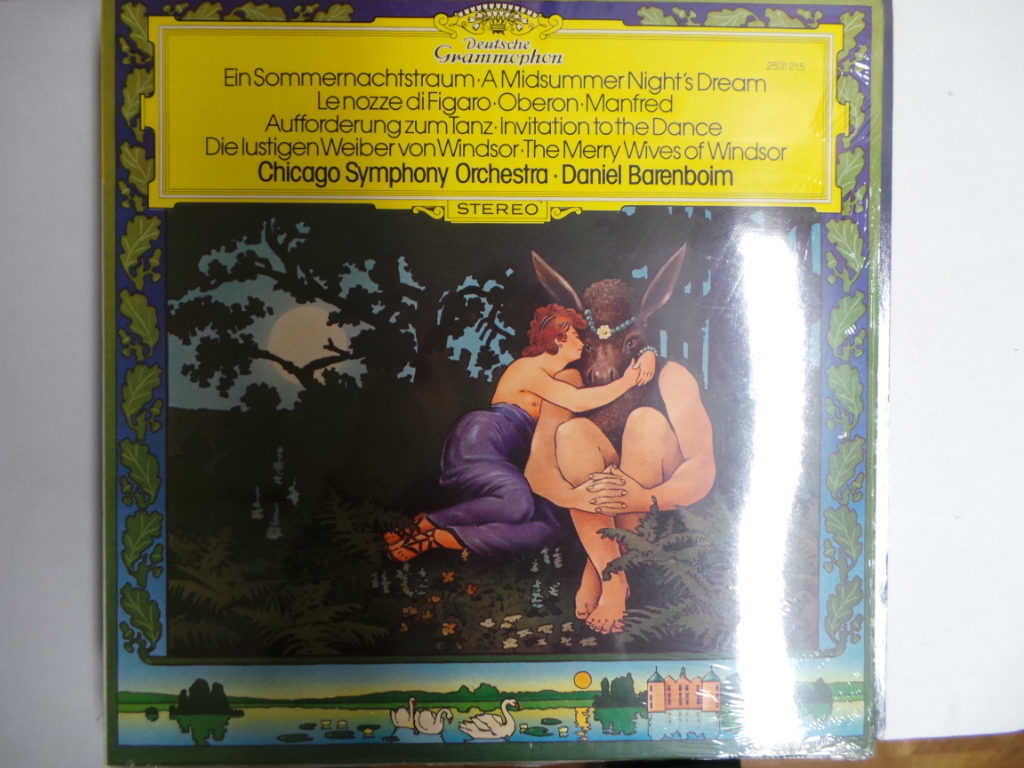 Deutsche
Grammophon
2531215
Ein Sommernachtstraum · A Midsummer Night's Dream
Le nozze di Figaro · Oberon · Manfred
Aufforderung zum Tanz · Invitation to the Dance
Die lustigen Weiber von Windsor · The Merry Wives of Windsor
Chicago Symphony Orchestra · Daniel Barenboim
STEREO